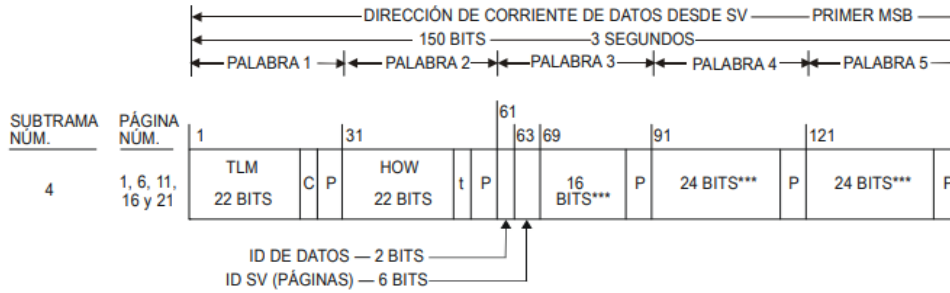 DIRECCIÓN DE CORRIENTE DE DATOS DESDE SV PRIMER MSB
150 BITS 3 SEGUNDOS
PALABRA 1 PALABRA 2 PALABRA 3 PALABRA 4 PALABRA 5
SUBTRAMA NÚM.
PÁGINA NÚM.
1 31 61 63 69 91 121
4
1, 6, 11,
16 y 21
TLM
22 BITS
C P
HOW
22 BITS
t P
16
BITS***
P
24 BITS***
P
24 BITS***
ID DE DATOS — 2 BITS
ID SV (PÁGINAS) — 6 BITS